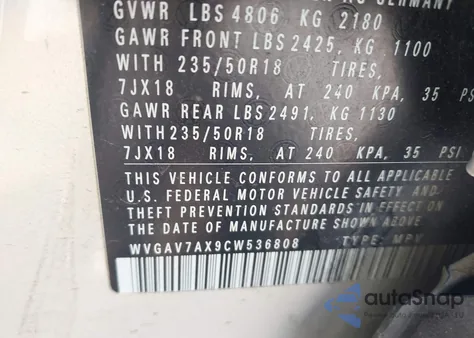 GERMANY
GVWR LBS 4806 KG 2180
GAWR FRONT LBS 2425, KG 1100
WITH 235/50R18 TIRES,
7JX18 RIMS, AT 240 KPA, 35 PSI
GAWR REAR LBS 2491, KG 1130
WITH 235/50R18 TIRES,
7JX18 RIMS, AT 240 KPA, 35 PSI
THIS VEHICLE CONFORMS TO ALL APPLICABLE
U.S. FEDERAL MOTOR VEHICLE SAFETY AND
THEFT PREVENTION STANDARDS IN EFFECT ON
THE DATE OF MANUFACTURE SHOWN ABOVE.
WVGAV7AX9CW536808 TYPE: MPV
autoSnap